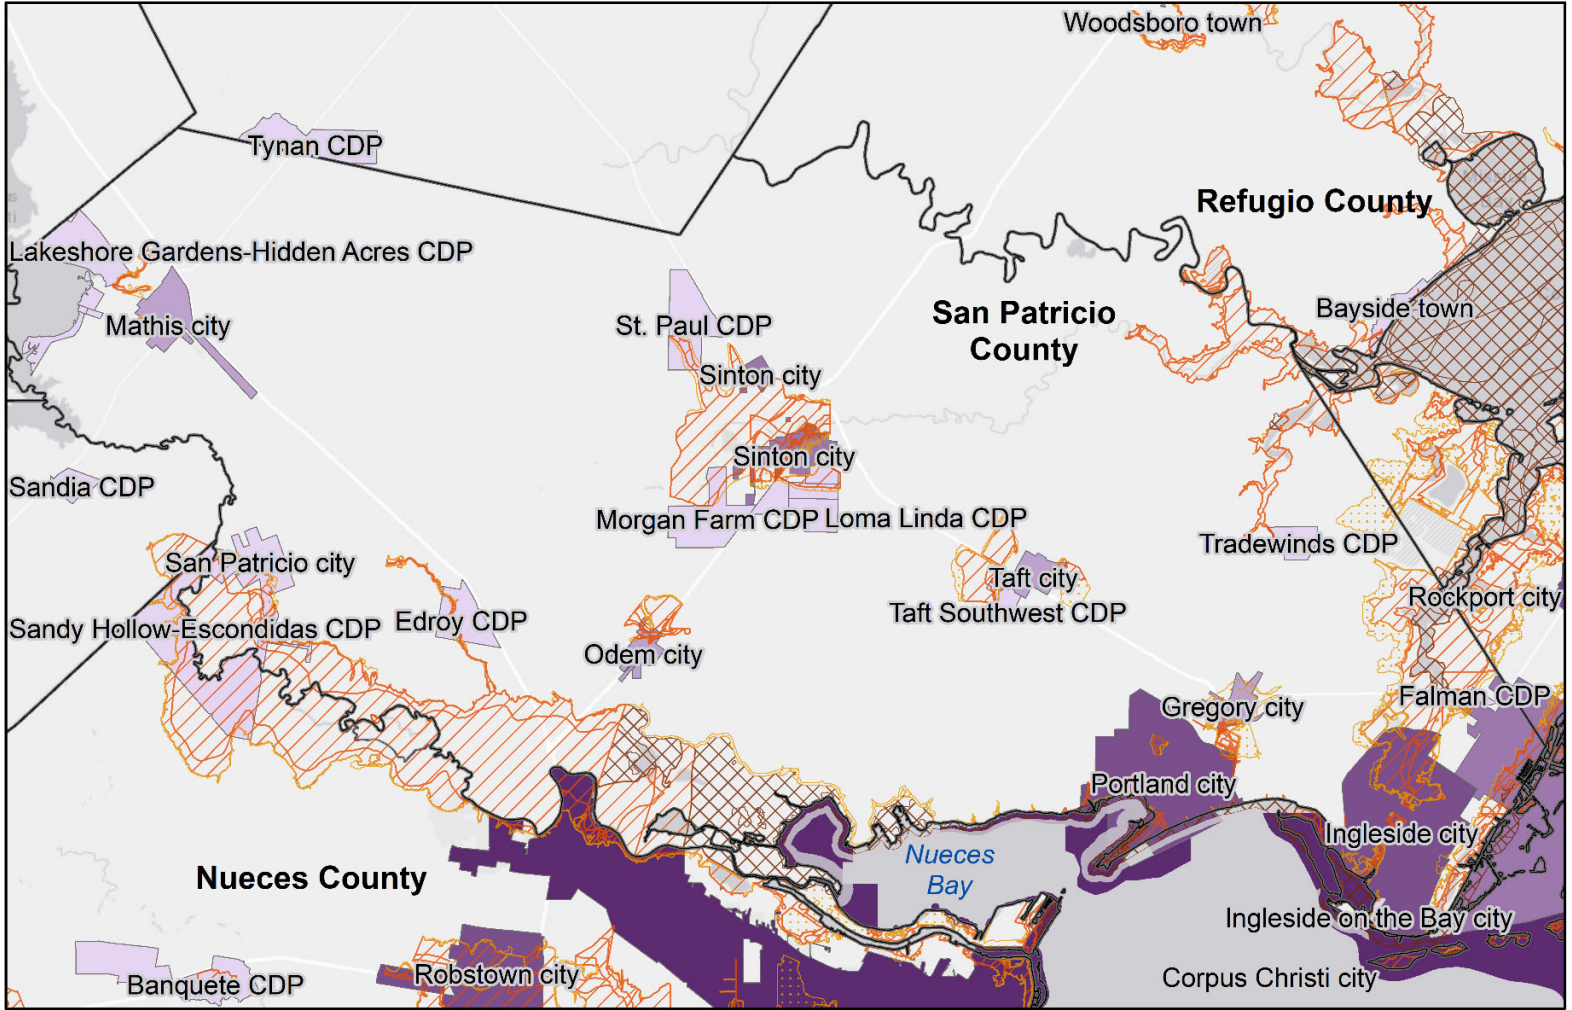 Woodsboro town
Tynan CDP
Refugio County
Lakeshore Gardens-Hidden Acres CDP
Bayside town
San Patricio
County
Mathis city
St. Paul CDP
Sinton city
Sinton city
Sandia CDP
Morgan Farm CDP
Loma Linda CDP
Tradewinds CDP
San Patricio city
Taft city
Rockport city
Taft Southwest CDP
Edroy CDP
Sandy Hollow-Escondidas CDP
Odem city
Falman CDP
Gregory city
Portland city
Ingleside city
Nueces
Bay
Nueces County
Ingleside on the Bay city
Robstown city
Corpus Christi city
Banquete CDP